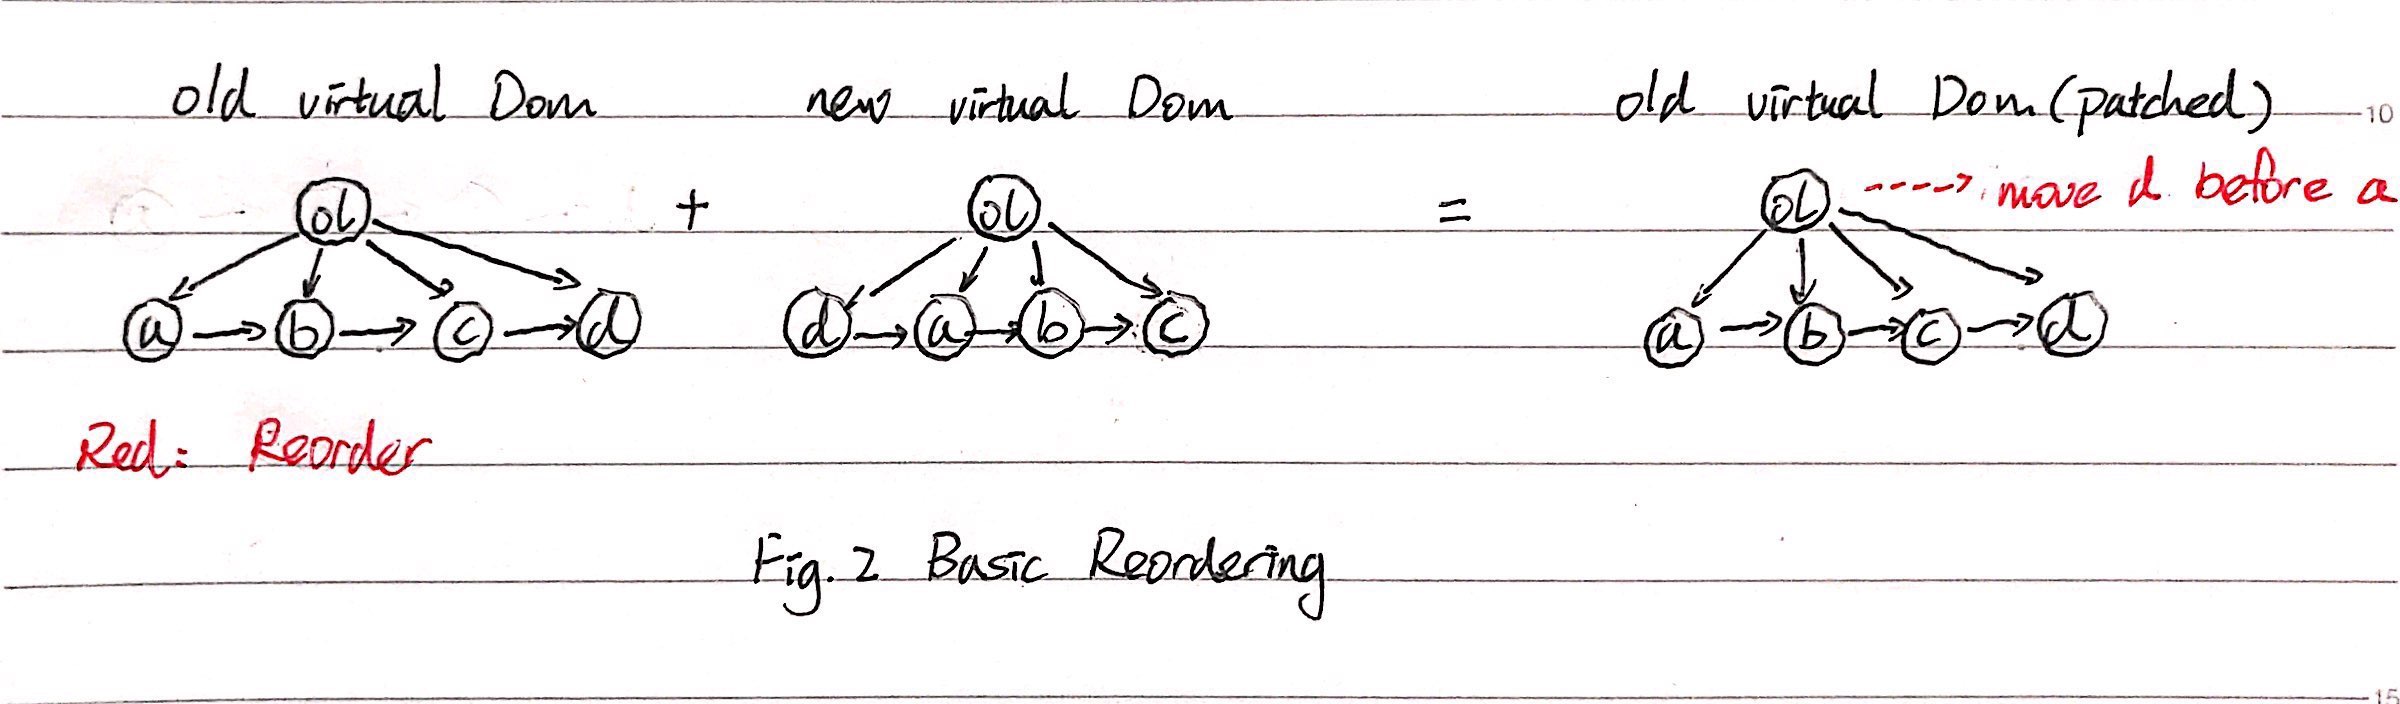 old virtual Dom new virtual Dom old virtual Dom (patched)
10
ol + ol = ol move d before a
a b c d d a b c a b c d
Red: Reorder
Fig. 2 Basic Reordering
15